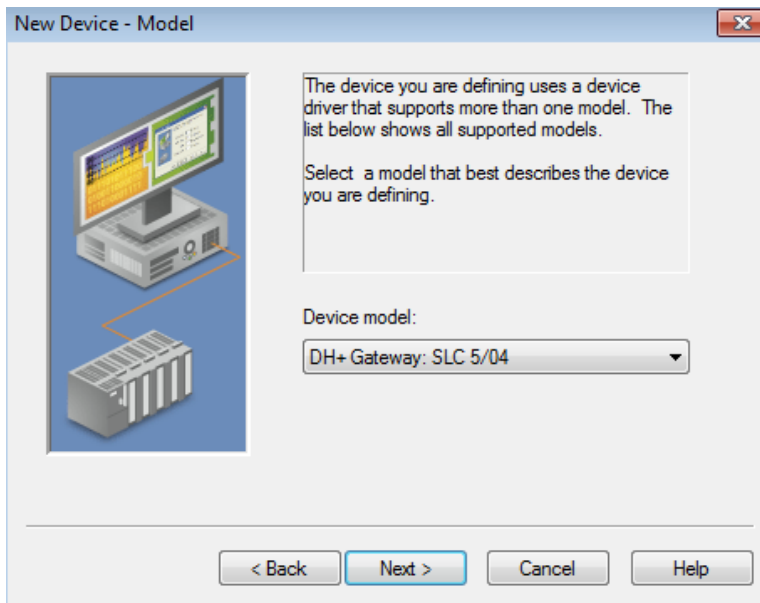 New Device - Model
The device you are defining uses a device
driver that supports more than one model.  The
list below shows all supported models.
Select  a model that best describes the device
you are defining.
Device model:
DH+ Gateway: SLC 5/04
< Back
Next >
Cancel
Help